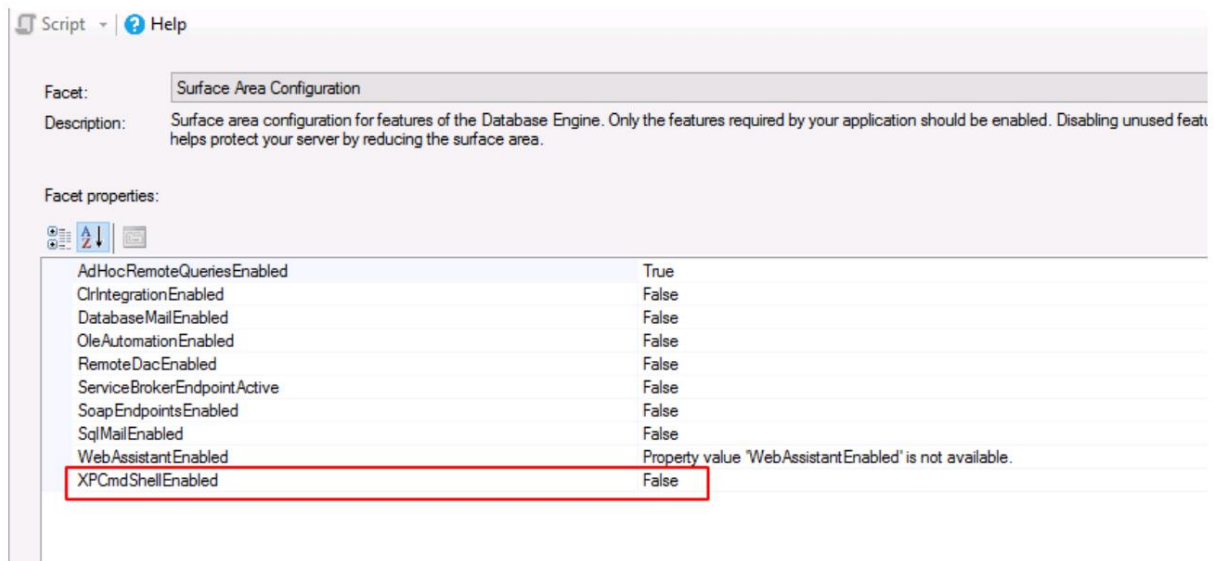 Script Help
Facet: Surface Area Configuration
Description: Surface area configuration for features of the Database Engine. Only the features required by your application should be enabled. Disabling unused featu
helps protect your server by reducing the surface area.
Facet properties:
AdHocRemoteQueriesEnabled True
ClrIntegrationEnabled False
DatabaseMailEnabled False
OleAutomationEnabled False
RemoteDacEnabled False
ServiceBrokerEndpointActive False
SoapEndpointsEnabled False
SqlMailEnabled False
WebAssistantEnabled Property value 'WebAssistantEnabled' is not available.
XPCmdShellEnabled False